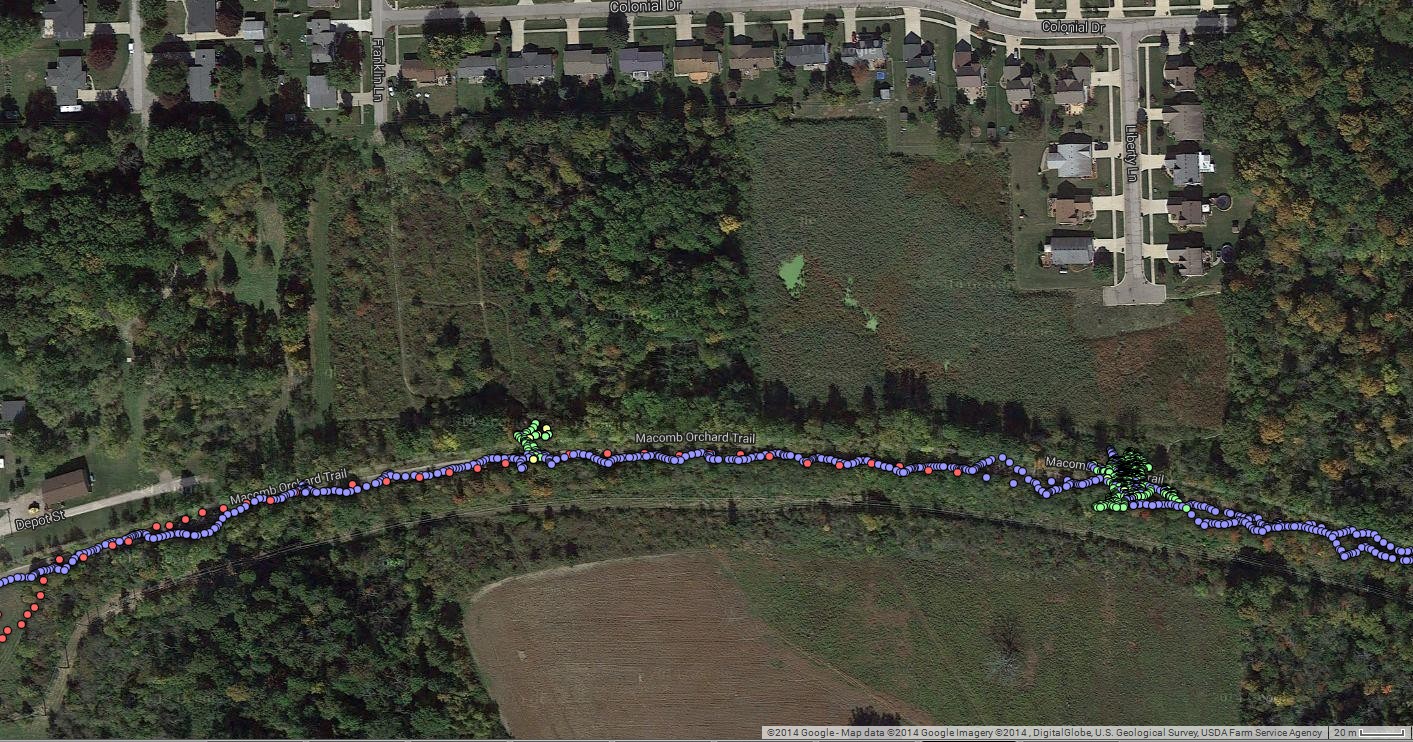 Colonial Dr
Colonial Dr
Franklin Ln
Liberty Ln
Macomb Orchard Trail
Macomb Orchard Trail
Trail
Depot St
©2014 Google - Map data ©2014 Google Imagery ©2014 , DigitalGlobe, U.S. Geological Survey, USDA Farm Service Agency
20 m